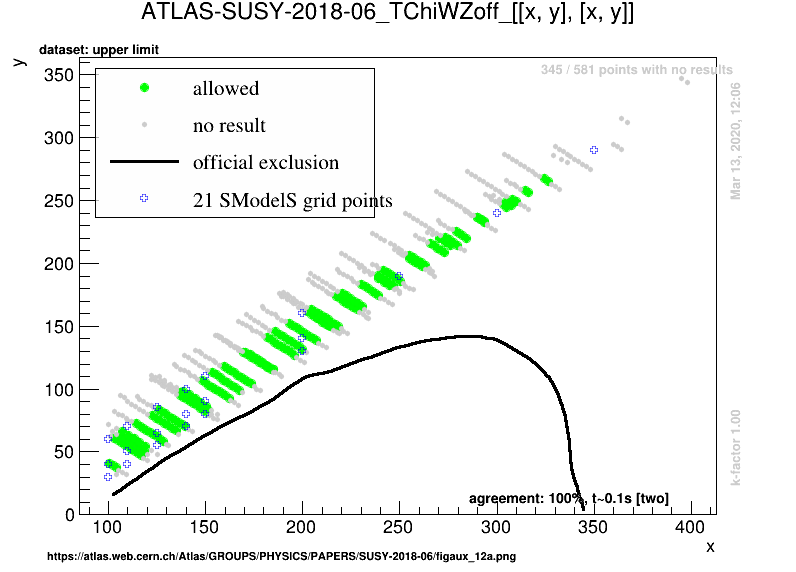 ATLAS-SUSY-2018-06_TChiWZoff_[[x, y], [x, y]]
dataset: upper limit
y
345 / 581 points with no results
allowed
no result
official exclusion
21 SModelS grid points
350
300
250
200
150
100
50
0
Mar 13, 2020, 12:06
k-factor 1.00
agreement: 100%, t~0.1s [two]
100 150 200 250 300 350 400
x
https://atlas.web.cern.ch/Atlas/GROUPS/PHYSICS/PAPERS/SUSY-2018-06/figaux_12a.png